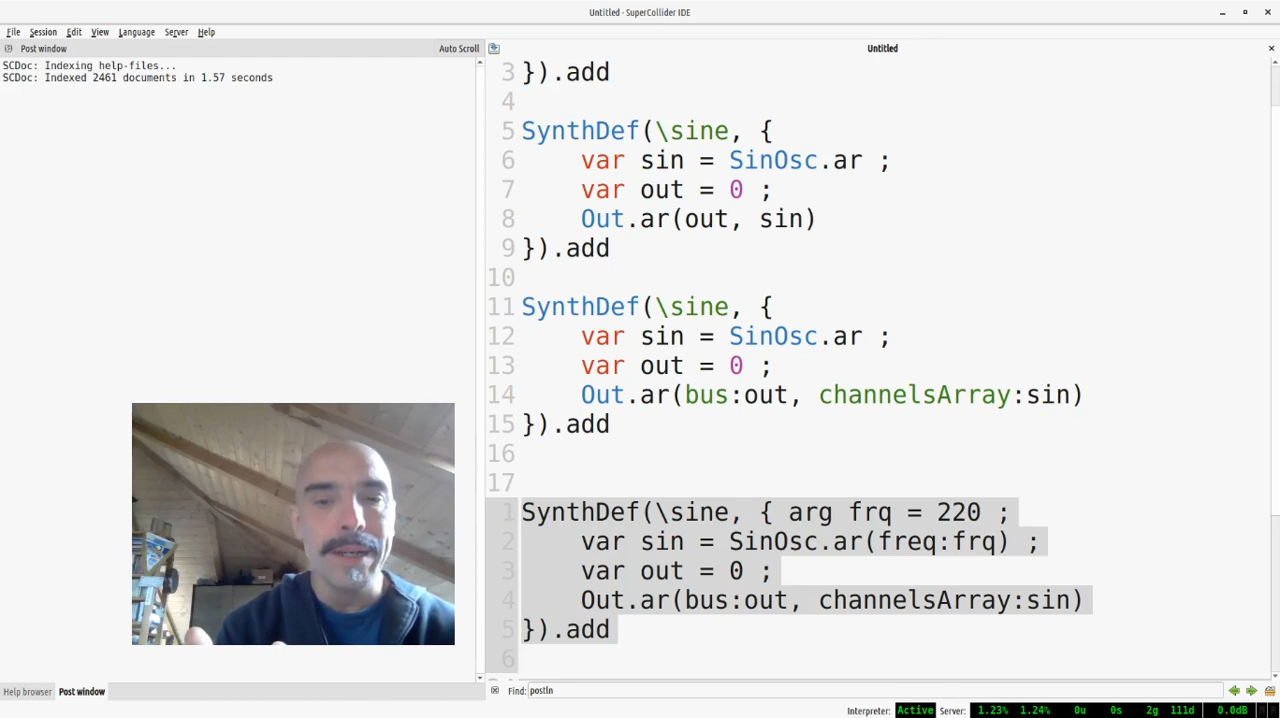 Untitled - SuperCollider IDE
File Session Edit View Language Server Help
Post window Auto Scroll
Untitled
SCDoc: Indexing help-files...
SCDoc: Indexed 2461 documents in 1.57 seconds
3 }).add
4
5 SynthDef(\sine, {
6 var sin = SinOsc.ar ;
7 var out = 0 ;
8 Out.ar(out, sin)
9 }).add
10
11 SynthDef(\sine, {
12 var sin = SinOsc.ar ;
13 var out = 0 ;
14 Out.ar(bus:out, channelsArray:sin)
15 }).add
16
17
1 SynthDef(\sine, { arg frq = 220 ;
2 var sin = SinOsc.ar(freq:frq) ;
3 var out = 0 ;
4 Out.ar(bus:out, channelsArray:sin)
5 }).add
6
Help browser Post window
Find: postln
Interpreter: Active Server: 1.23% 1.24% 0u 0s 2g 111d 0.0dB